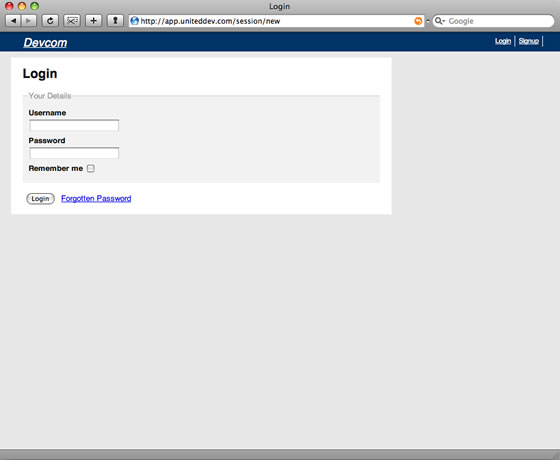 Login
http://app.uniteddev.com/session/new
Google
Devcom
Login Signup
Login
Your Details
Username
Password
Remember me
Login Forgotten Password